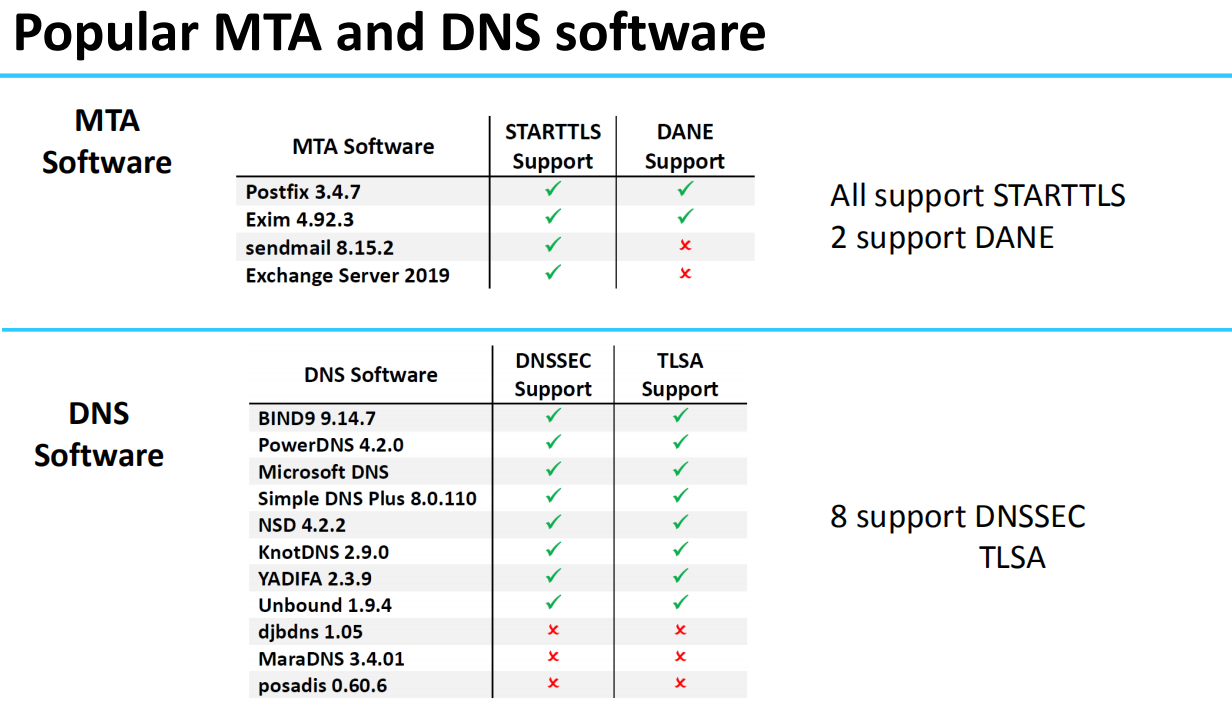 Popular MTA and DNS software
MTA
Software
MTA Software
STARTTLS
Support
DANE
Support
Postfix 3.4.7 ✓ ✓
Exim 4.92.3 ✓ ✓
sendmail 8.15.2 ✓ ✗
Exchange Server 2019 ✓ ✗
All support STARTTLS
2 support DANE
DNS
Software
DNS Software
DNSSEC
Support
TLSA
Support
BIND9 9.14.7 ✓ ✓
PowerDNS 4.2.0 ✓ ✓
Microsoft DNS ✓ ✓
Simple DNS Plus 8.0.110 ✓ ✓
NSD 4.2.2 ✓ ✓
KnotDNS 2.9.0 ✓ ✓
YADIFA 2.3.9 ✓ ✓
Unbound 1.9.4 ✓ ✓
djbdns 1.05 ✗ ✗
MaraDNS 3.4.01 ✗ ✗
posadis 0.60.6 ✗ ✗
8 support DNSSEC
TLSA